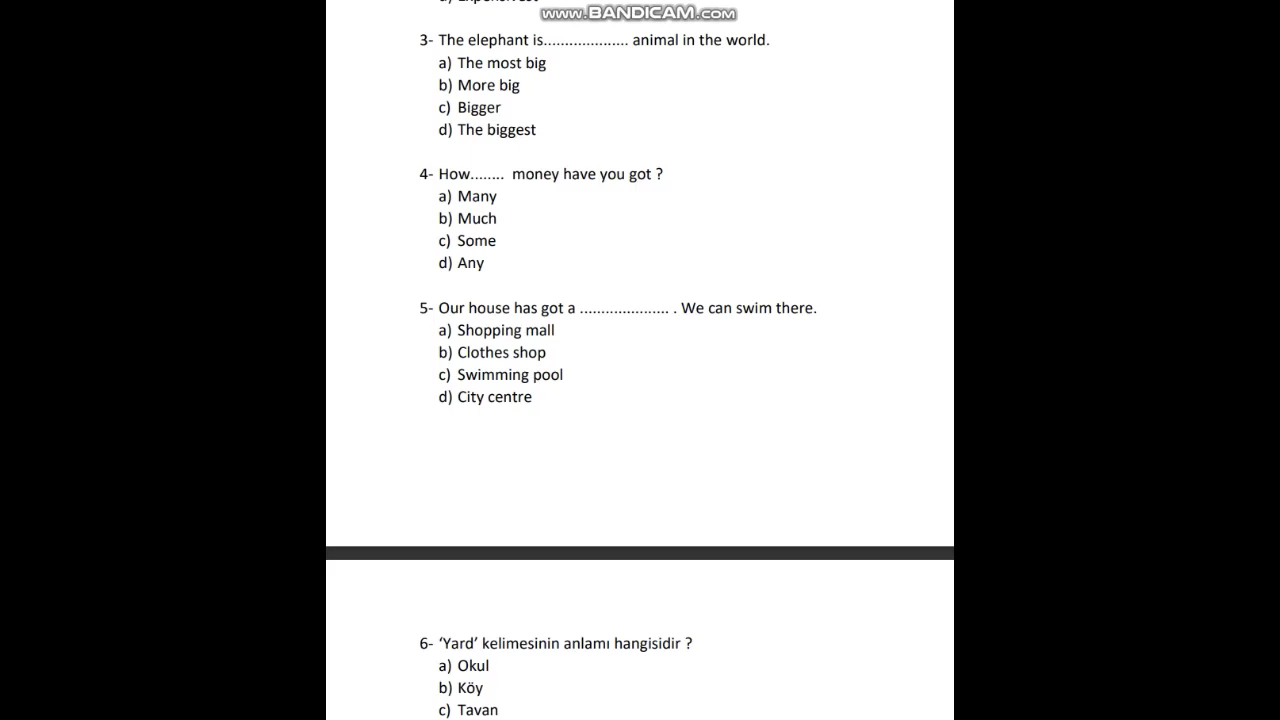 www.BANDICAM.com
3- The elephant is.................... animal in the world.
a) The most big
b) More big
c) Bigger
d) The biggest
4- How........ money have you got ?
a) Many
b) Much
c) Some
d) Any
5- Our house has got a ..................... . We can swim there.
a) Shopping mall
b) Clothes shop
c) Swimming pool
d) City centre
6- ‘Yard’ kelimesinin anlamı hangisidir ?
a) Okul
b) Köy
c) Tavan